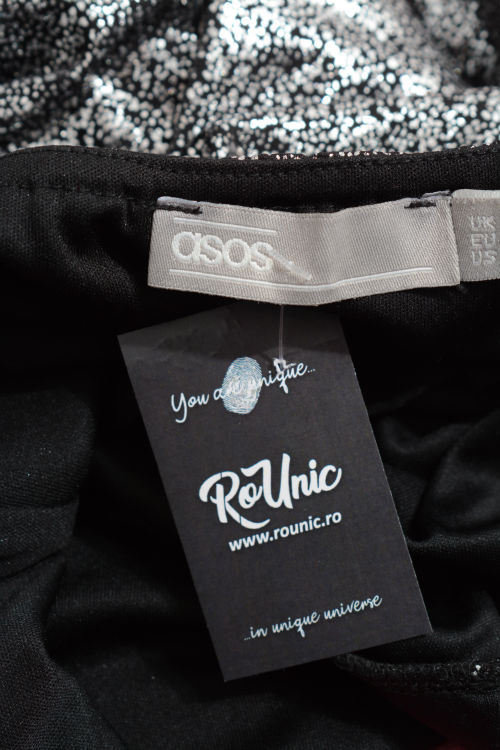 asos
UK
EU
US
You are unique...
RoUnic
www.rounic.ro
...in unique universe